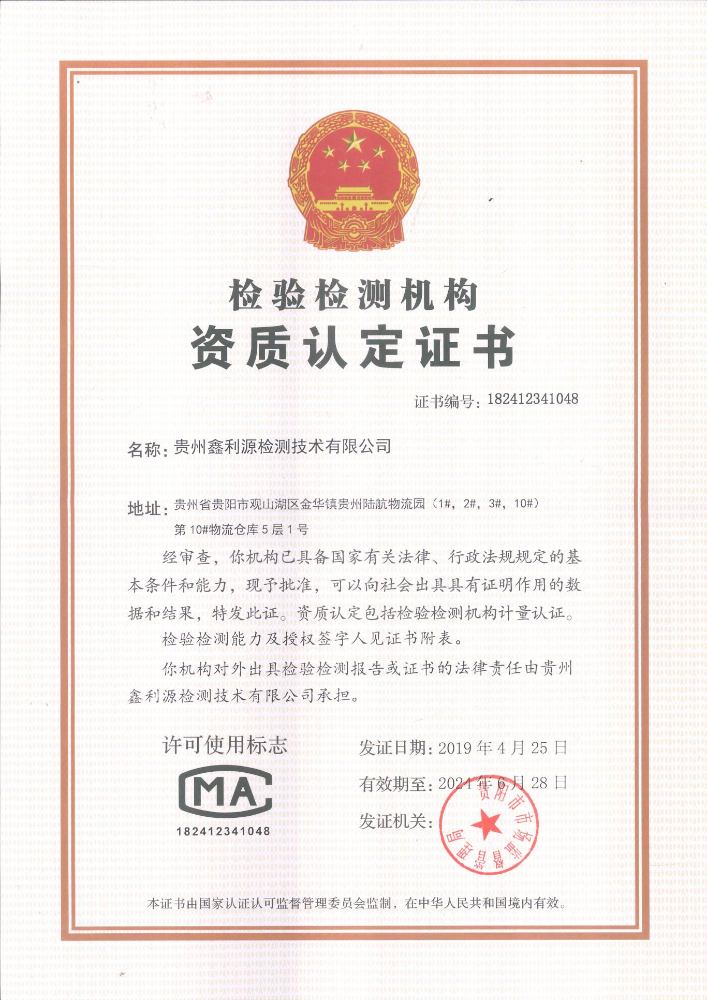 检验检测机构
资质认定证书
证书编号：182412341048
名称：贵州鑫利源检测技术有限公司
地址：贵州省贵阳市观山湖区金华镇贵州陆航物流园（1#，2#，3#，10#）
第10#物流仓库5层1号
经审查，你机构已具备国家有关法律、行政法规规定的基
本条件和能力，现予批准，可以向社会出具具有证明作用的数
据和结果，特发此证。资质认定包括检验检测机构计量认证。
检验检测能力及授权签字人见证书附表。
你机构对外出具检验检测报告或证书的法律责任由贵州
鑫利源检测技术有限公司承担。
许可使用标志
MA
182412341048
发证日期：2019年4月25日
有效期至：2024年6月28日
发证机关：
贵阳市市场监督管理局
本证书由国家认证认可监督管理委员会监制，在中华人民共和国境内有效。